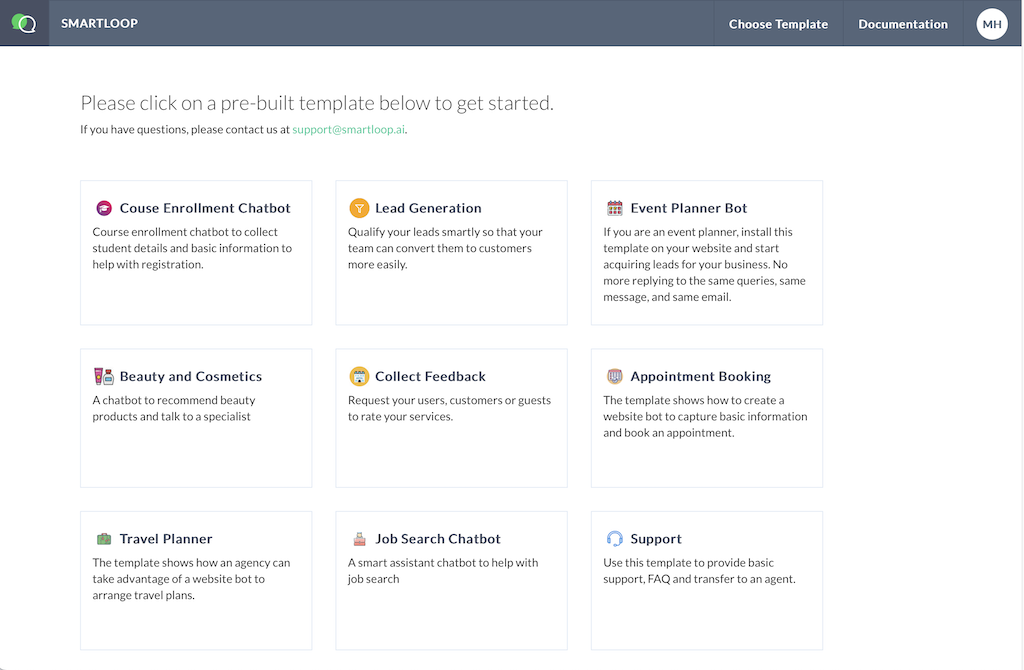 SMARTLOOP
Choose Template
Documentation
MH
Please click on a pre-built template below to get started.
If you have questions, please contact us at support@smartloop.ai.
Couse Enrollment Chatbot
Course enrollment chatbot to collect
student details and basic information to
help with registration.
Lead Generation
Qualify your leads smartly so that your
team can convert them to customers
more easily.
Event Planner Bot
If you are an event planner, install this
template on your website and start
acquiring leads for your business. No
more replying to the same queries, same
message, and same email.
Beauty and Cosmetics
A chatbot to recommend beauty
products and talk to a specialist
Collect Feedback
Request your users, customers or guests
to rate your services.
Appointment Booking
The template shows how to create a
website bot to capture basic information
and book an appointment.
Travel Planner
The template shows how an agency can
take advantage of a website bot to
arrange travel plans.
Job Search Chatbot
A smart assistant chatbot to help with
job search
Support
Use this template to provide basic
support, FAQ and transfer to an agent.